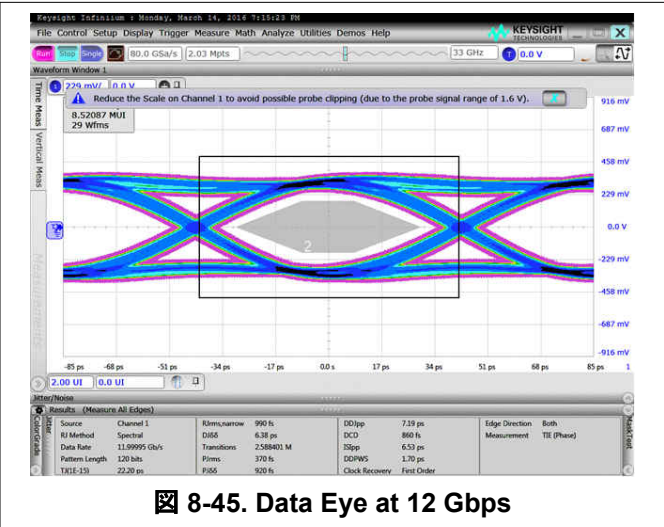 Keysight Infiniium : Monday, March 14, 2016 7:15:23 PM
File Control Setup Display Trigger Measure Math Analyze Utilities Demos Help
KEYSIGHT TECHNOLOGIES
Run Stop Single 80.0 GSa/s 2.03 Mpts 33 GHz T 0.0 V
Waveform Window 1
1 229 mV/ 0.0 V
Reduce the Scale on Channel 1 to avoid possible probe clipping (due to the probe signal range of 1.6 V).
8.52087 MUI
29 Wfms
Time Meas
Vertical Meas
Measurements
916 mV
687 mV
458 mV
229 mV
0.0 V
-229 mV
-458 mV
-687 mV
-916 mV
2
-85 ps -68 ps -51 ps -34 ps -17 ps 0.0 s 17 ps 34 ps 51 ps 68 ps 85 ps 1
2.00 UI 0.0 UI
Jitter/Noise
Results (Measure All Edges)
ColorGrade
Jitter
MaskTest
Source Channel 1 RJrms,narrow 990 fs DDJpp 7.19 ps Edge Direction Both
RJ Method Spectral DJδδ 6.38 ps DCD 860 fs Measurement TIE (Phase)
Data Rate 11.99995 Gb/s Transitions 2.588401 M ISIpp 6.53 ps
Pattern Length 120 bits PJrms 370 fs DDPWS 1.70 ps
TJ(1E-15) 22.20 ps PJδδ 920 fs Clock Recovery First Order
図 8-45. Data Eye at 12 Gbps